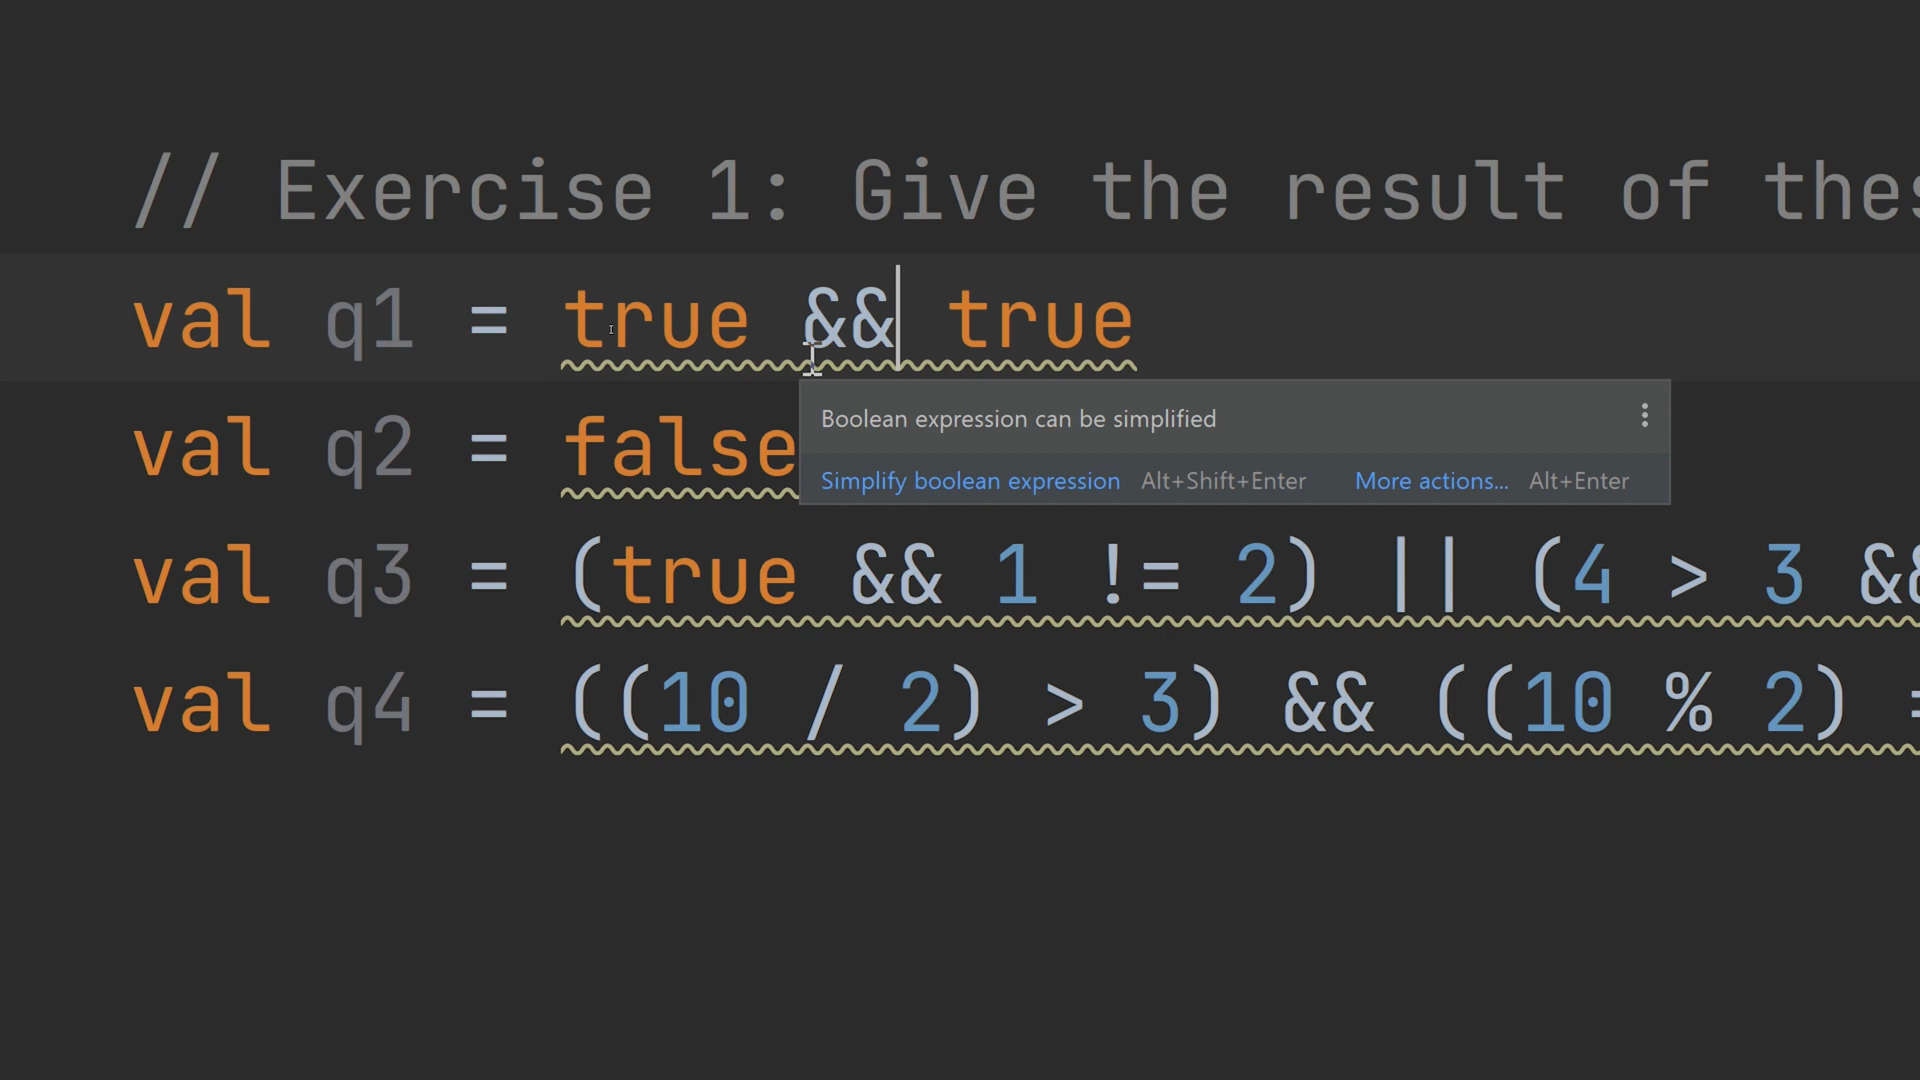 // Exercise 1: Give the result of
val q1 = true && true
Boolean expression can be simplified
val q2 = false
Simplify boolean expression Alt+Shift+Enter More actions... Alt+Enter
val q3 = (true && 1 != 2) || (4 > 3
val q4 = ((10 / 2) > 3) && ((10 % 2)